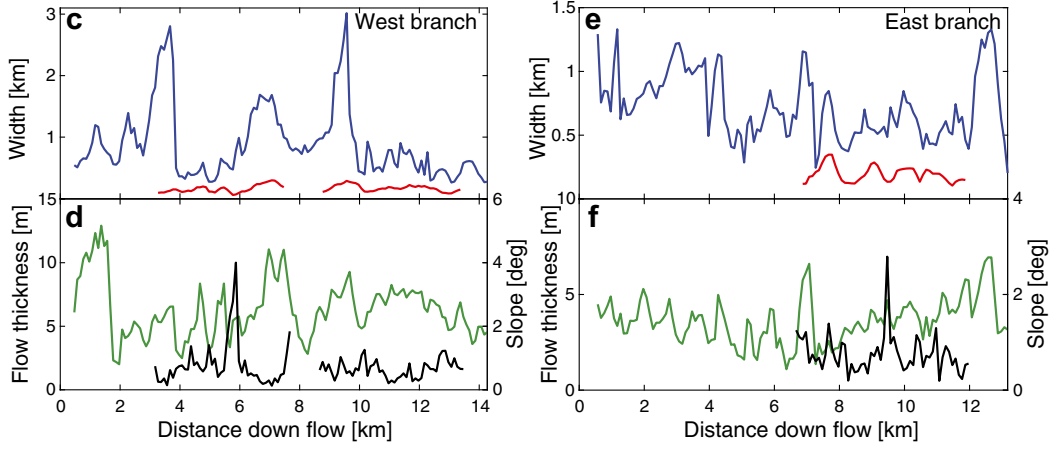 c West branch
Width [km]
3
2
1
15 6
d
Flow thickness [m]
Slope [deg]
10 4
5 2
0 0
0 2 4 6 8 10 12 14
Distance down flow [km]
e East branch
Width [km]
1.5
1
0.5
10 4
f
Flow thickness [m]
Slope [deg]
5 2
0 0
0 2 4 6 8 10 12
Distance down flow [km]